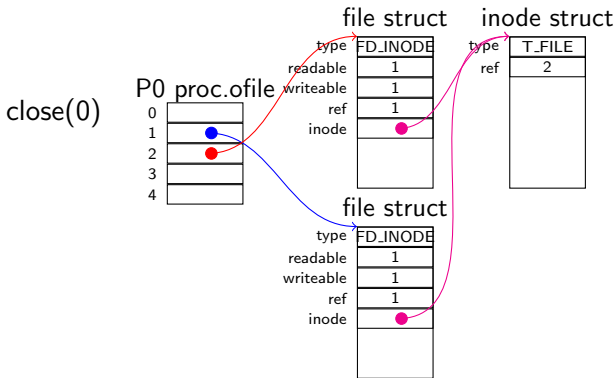 close(0)
P0 proc.ofile
0
1
2
3
4
file struct
type FD_INODE
readable 1
writeable 1
ref 1
inode
file struct
type FD_INODE
readable 1
writeable 1
ref 1
inode
inode struct
type T_FILE
ref 2